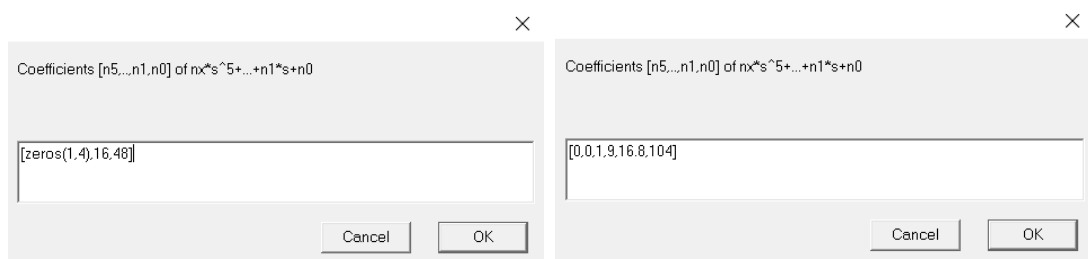 Coefficients [n5,..,n1,n0] of nx*s^5+...+n1*s+n0
[zeros(1,4),16,48]
Cancel
OK
Coefficients [n5,..,n1,n0] of nx*s^5+...+n1*s+n0
[0,0,1,9,16.8,104]
Cancel
OK